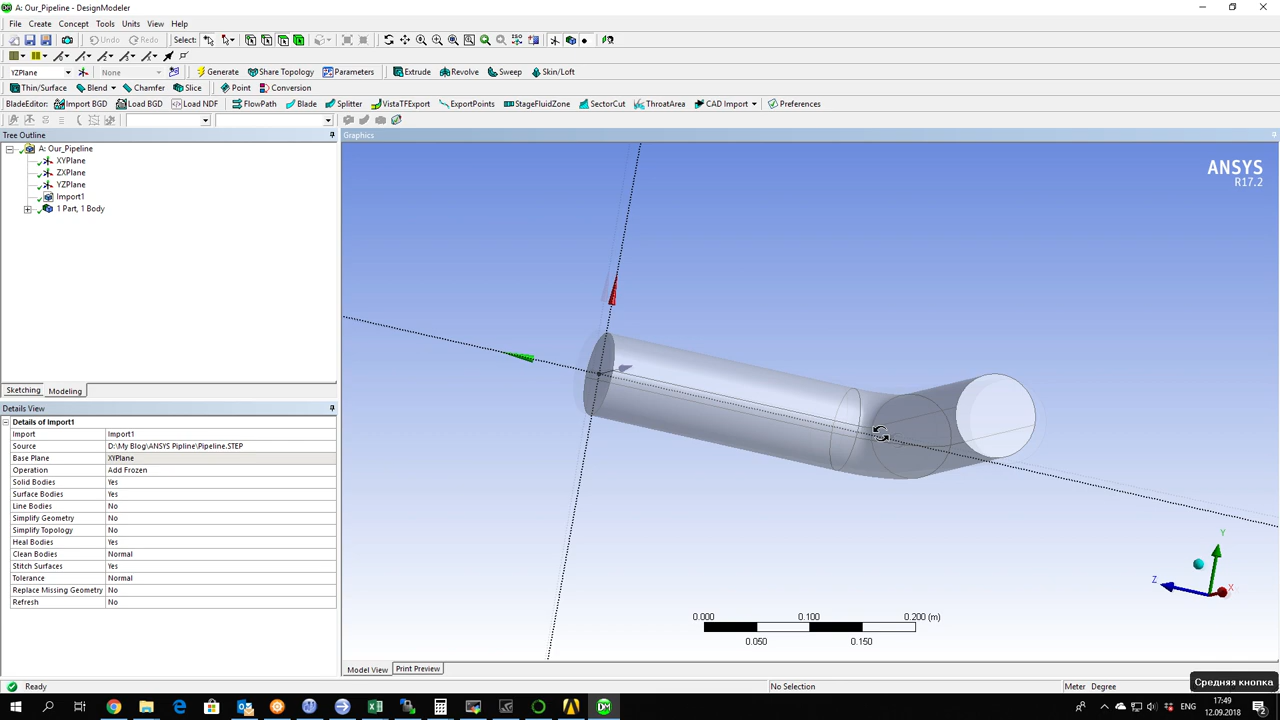 A: Our_Pipeline - DesignModeler
File Create Concept Tools Units View Help
Undo Redo Select:
YZPlane None Generate Share Topology Parameters Extrude Revolve Sweep Skin/Loft
Thin/Surface Blend Chamfer Slice Point Conversion
BladeEditor: Import BGD Load BGD Load NDF FlowPath Blade Splitter VistaTFExport ExportPoints StageFluidZone SectorCut ThroatArea CAD Import Preferences
Tree Outline
Graphics
A: Our_Pipeline
XYPlane
ZXPlane
YZPlane
Import1
1 Part, 1 Body
ANSYS
R17.2
Sketching Modeling
Details View
Details of Import1
Import Import1
Source D:\My Blog\ANSYS Pipline\Pipeline.STEP
Base Plane XYPlane
Operation Add Frozen
Solid Bodies Yes
Surface Bodies Yes
Line Bodies No
Simplify Geometry No
Simplify Topology No
Heal Bodies Yes
Clean Bodies Normal
Stitch Surfaces Yes
Tolerance Normal
Replace Missing Geometry No
Refresh No
Y
Z
X
0.000 0.100 0.200 (m)
0.050 0.150
Model View Print Preview
Ready No Selection Meter Degree
Средняя кнопка
ENG 17:49
12.09.2018